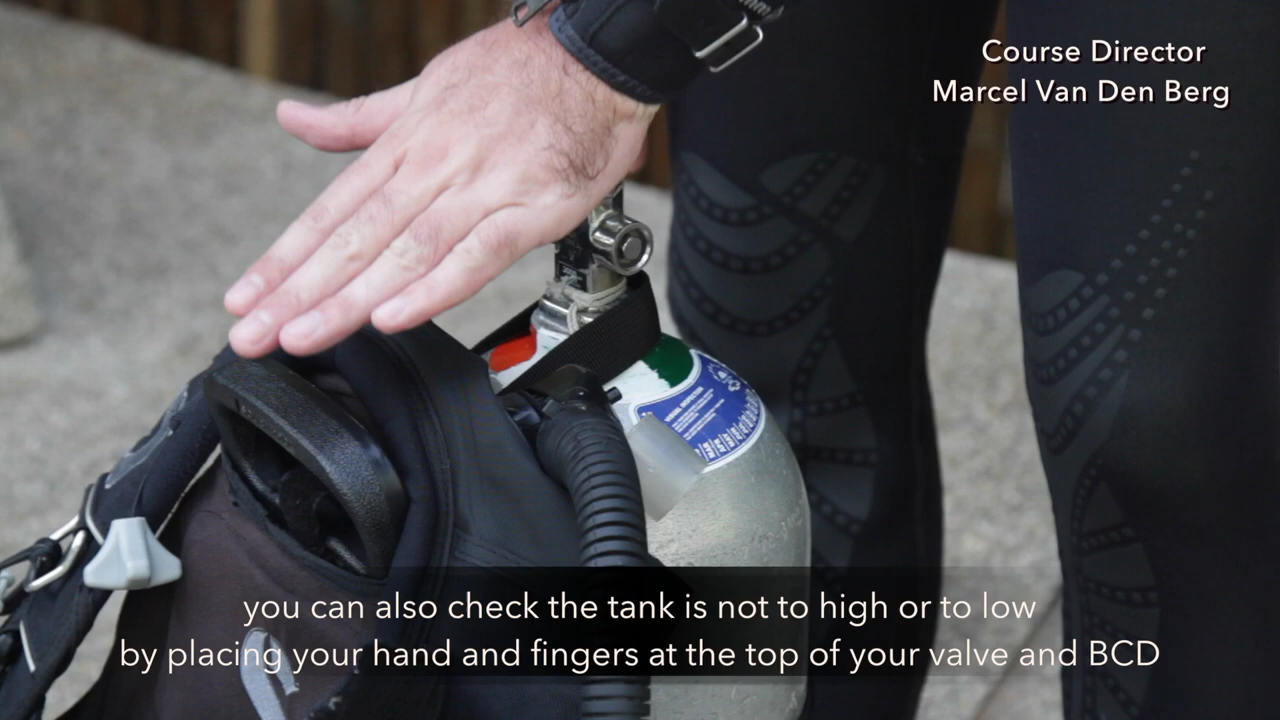 Course Director
Marcel Van Den Berg
you can also check the tank is not to high or to low
by placing your hand and fingers at the top of your valve and BCD